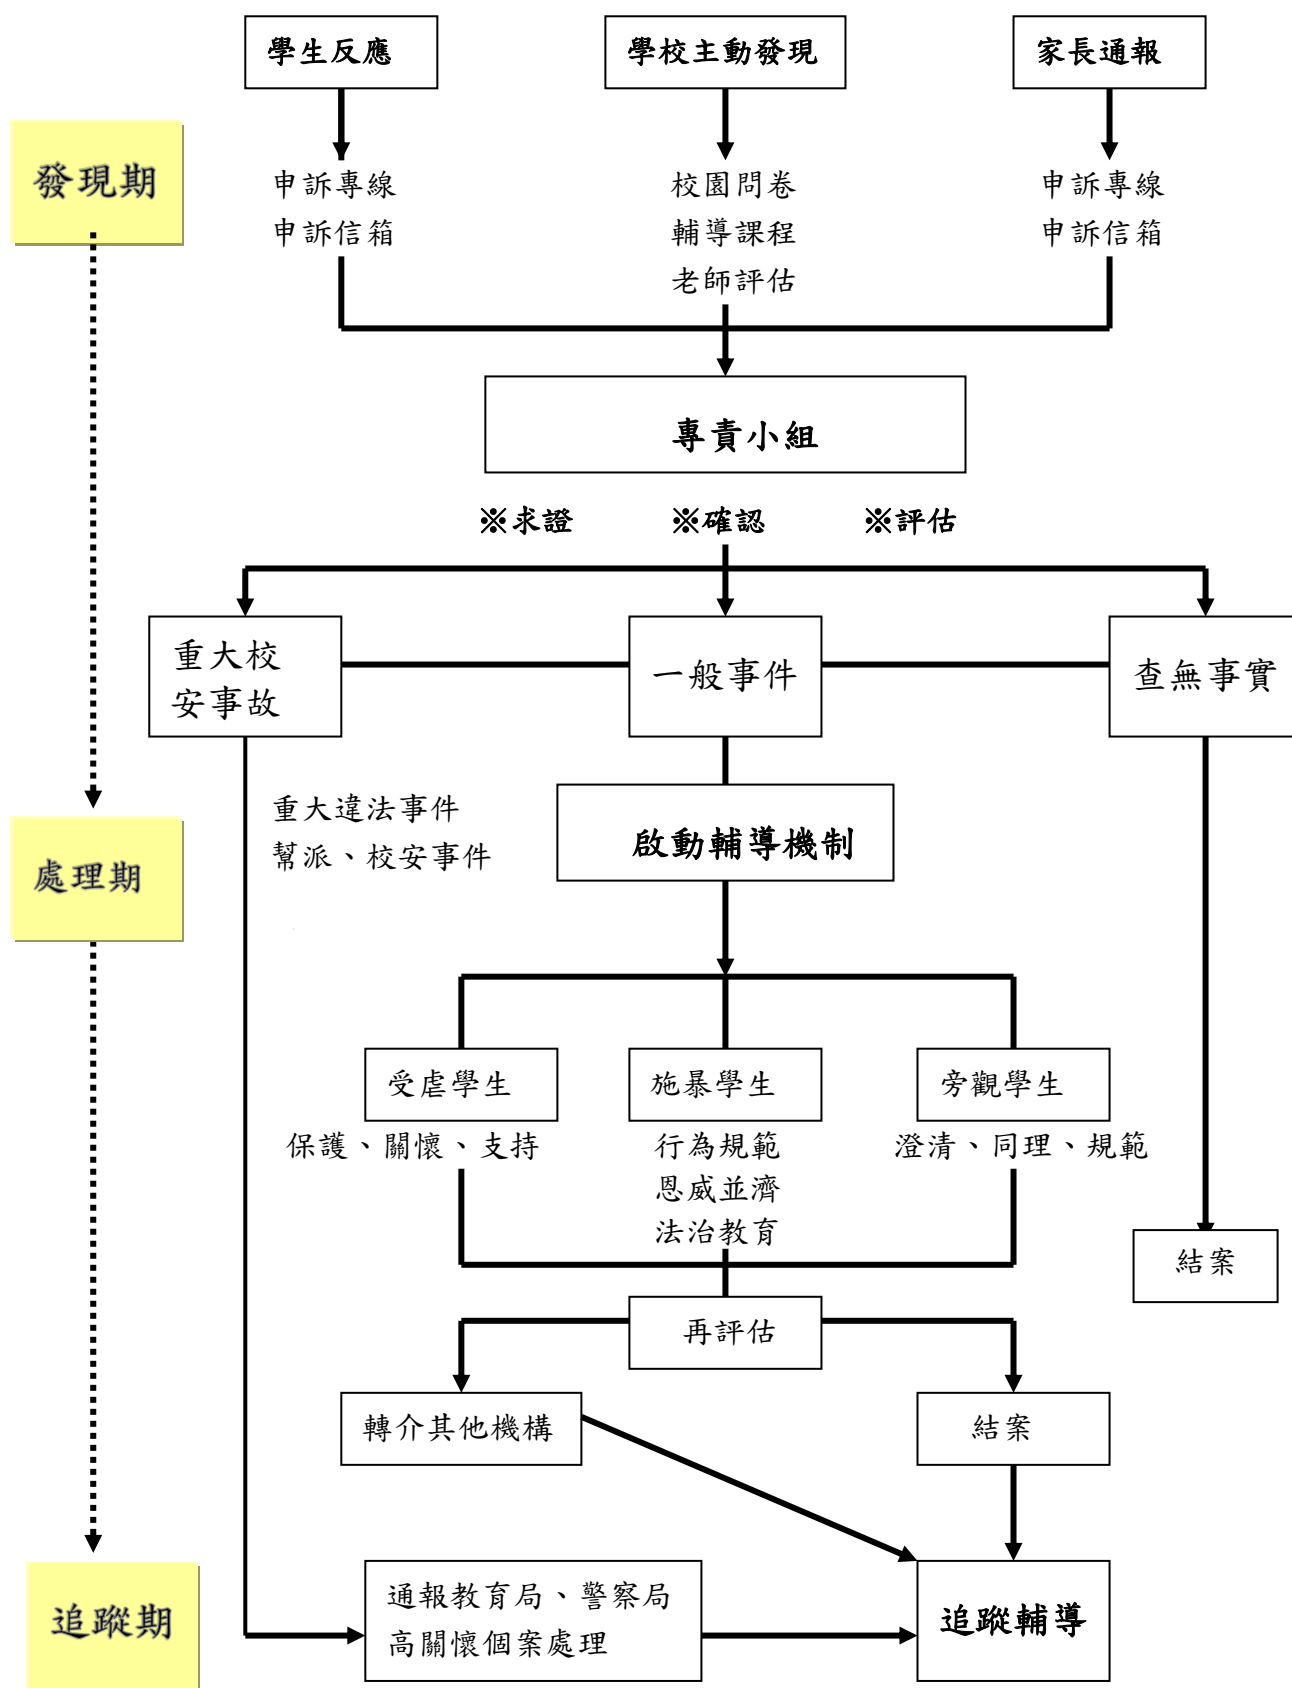 學生反應
學校主動發現
家長通報
發現期
申訴專線
申訴信箱
校園問卷
輔導課程
老師評估
申訴專線
申訴信箱
專責小組
※求證 ※確認 ※評估
重大校
安事故
一般事件
查無事實
重大違法事件
幫派、校安事件
啟動輔導機制
處理期
受虐學生
施暴學生
旁觀學生
保護、關懷、支持
行為規範
恩威並濟
法治教育
澄清、同理、規範
結案
再評估
轉介其他機構
結案
追蹤期
通報教育局、警察局
高關懷個案處理
追蹤輔導